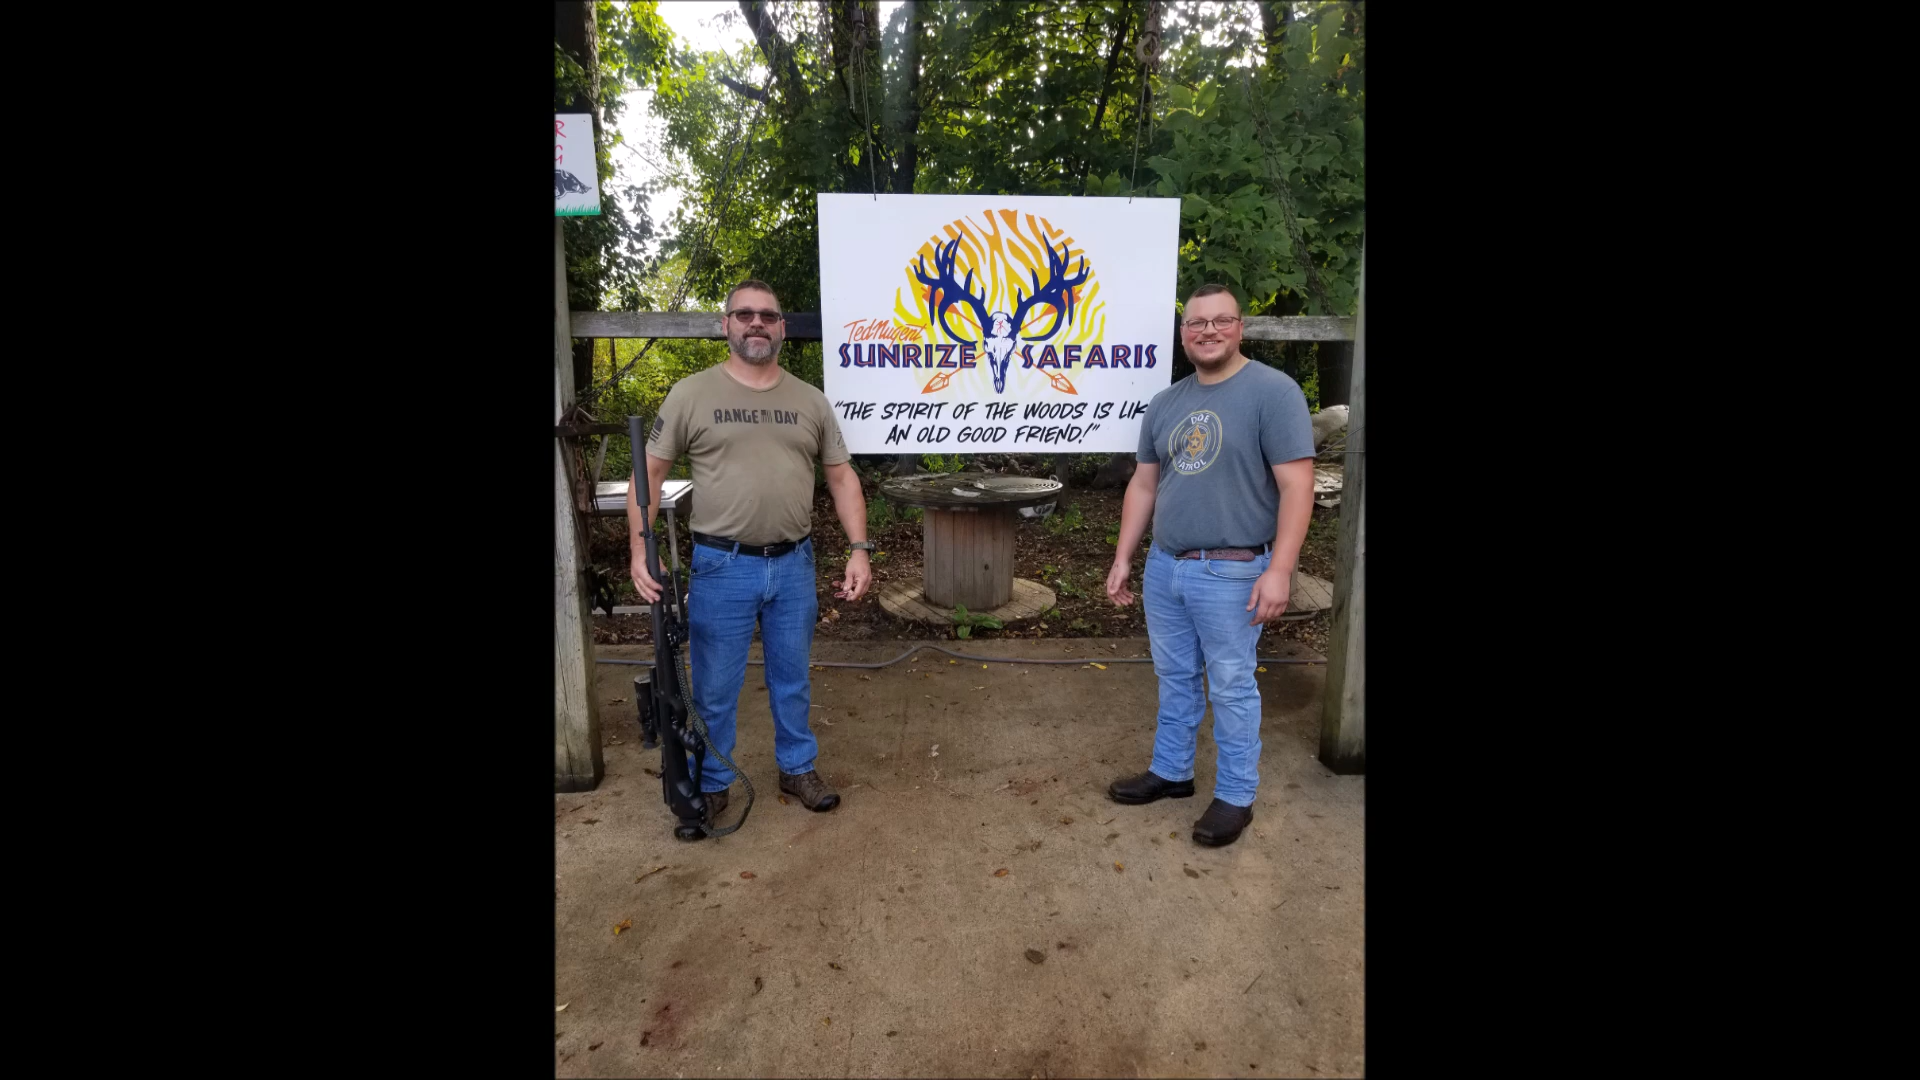 R
G
Ted Nugent
SUNRIZE SAFARIS
"THE SPIRIT OF THE WOODS IS LIK
AN OLD GOOD FRIEND!"
RANGE DAY
DOE
PATROL